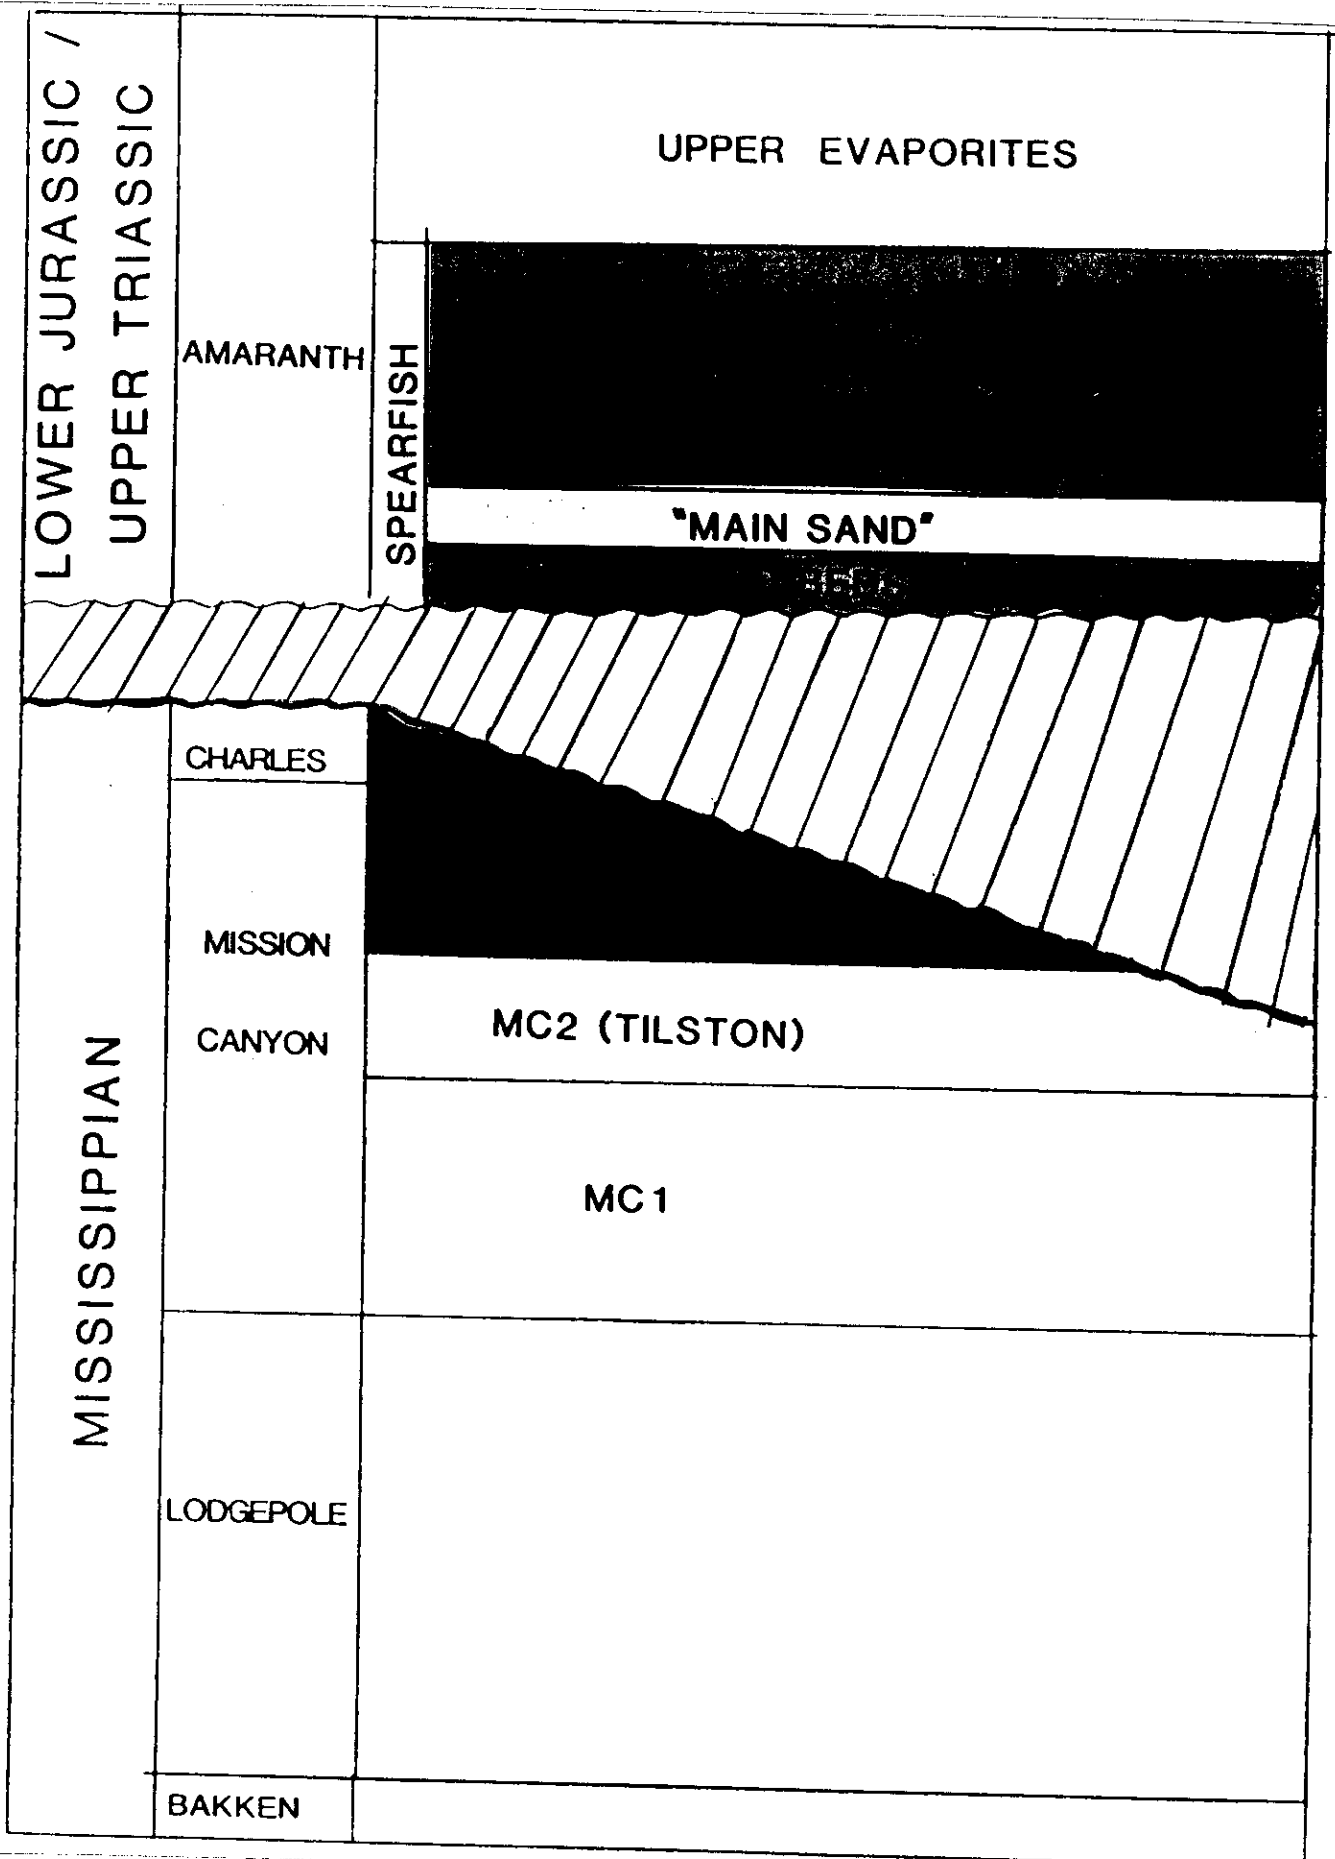 LOWER JURASSIC /
UPPER TRIASSIC
AMARANTH
SPEARFISH
UPPER EVAPORITES
"MAIN SAND"
MISSISSIPPIAN
CHARLES
MISSION
CANYON
MC2 (TILSTON)
MC1
LODGEPOLE
BAKKEN